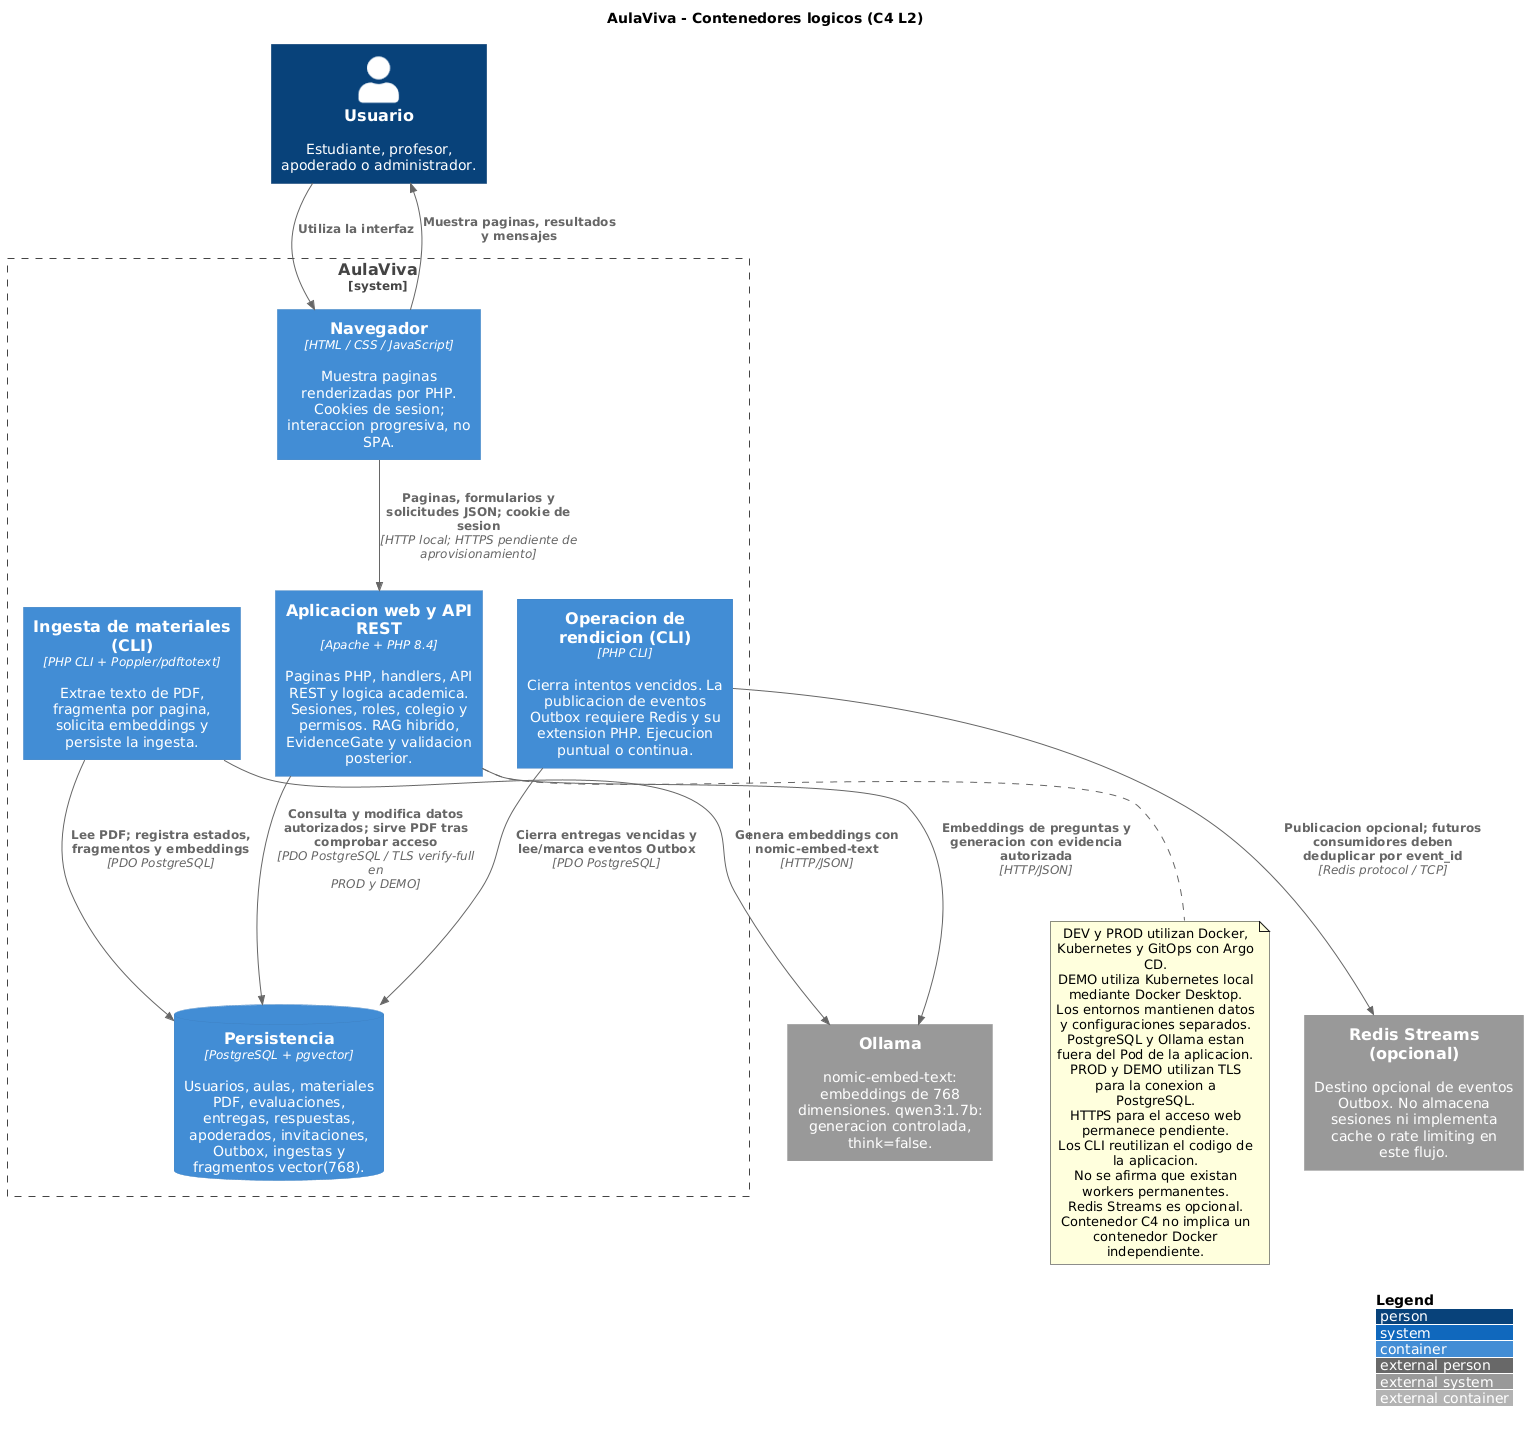 AulaViva - Contenedores logicos (C4 L2)
Usuario
Estudiante, profesor,
apoderado o administrador.
Utiliza la interfaz
Muestra paginas, resultados
y mensajes
AulaViva
[system]
Navegador
[HTML / CSS / JavaScript]
Muestra paginas
renderizadas por PHP.
Cookies de sesion;
interaccion progresiva, no
SPA.
Paginas, formularios y
solicitudes JSON; cookie de
sesion
[HTTP local; HTTPS pendiente de
aprovisionamiento]
Ingesta de materiales
(CLI)
[PHP CLI + Poppler/pdftotext]
Extrae texto de PDF,
fragmenta por pagina,
solicita embeddings y
persiste la ingesta.
Aplicacion web y API
REST
[Apache + PHP 8.4]
Paginas PHP, handlers, API
REST y logica academica.
Sesiones, roles, colegio y
permisos. RAG hibrido,
EvidenceGate y validacion
posterior.
Operacion de
rendicion (CLI)
[PHP CLI]
Cierra intentos vencidos. La
publicacion de eventos
Outbox requiere Redis y su
extension PHP. Ejecucion
puntual o continua.
Lee PDF; registra estados,
fragmentos y embeddings
[PDO PostgreSQL]
Consulta y modifica datos
autorizados; sirve PDF tras
comprobar acceso
[PDO PostgreSQL / TLS verify-full
en
PROD y DEMO]
Cierra entregas vencidas y
lee/marca eventos Outbox
[PDO PostgreSQL]
Genera embeddings con
nomic-embed-text
[HTTP/JSON]
Embeddings de preguntas y
generacion con evidencia
autorizada
[HTTP/JSON]
Publicacion opcional; futuros
consumidores deben
deduplicar por event_id
[Redis protocol / TCP]
Persistencia
[PostgreSQL + pgvector]
Usuarios, aulas, materiales
PDF, evaluaciones,
entregas, respuestas,
apoderados, invitaciones,
Outbox, ingestas y
fragmentos vector(768).
Ollama
nomic-embed-text:
embeddings de 768
dimensiones. qwen3:1.7b:
generacion controlada,
think=false.
DEV y PROD utilizan Docker,
Kubernetes y GitOps con Argo
CD.
DEMO utiliza Kubernetes local
mediante Docker Desktop.
Los entornos mantienen datos
y configuraciones separados.
PostgreSQL y Ollama estan
fuera del Pod de la aplicacion.
PROD y DEMO utilizan TLS
para la conexion a
PostgreSQL.
HTTPS para el acceso web
permanece pendiente.
Los CLI reutilizan el codigo de
la aplicacion.
No se afirma que existan
workers permanentes.
Redis Streams es opcional.
Contenedor C4 no implica un
contenedor Docker
independiente.
Redis Streams
(opcional)
Destino opcional de eventos
Outbox. No almacena
sesiones ni implementa
cache o rate limiting en
este flujo.
Legend
person
system
container
external person
external system
external container